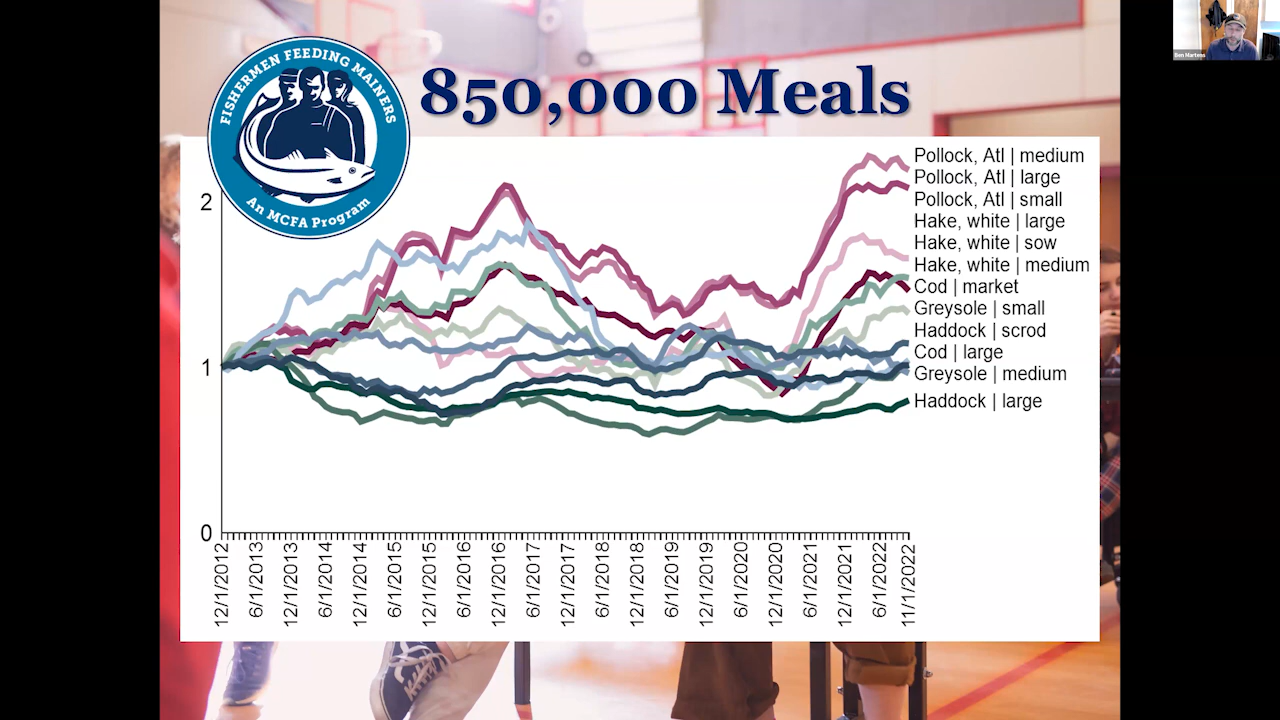 850,000 Meals
FISHERMEN FEEDING MAINERS
An MCFA Program
Ben Martens
2
1
0
Pollock, Atl | medium
Pollock, Atl | large
Pollock, Atl | small
Hake, white | large
Hake, white | sow
Hake, white | medium
Cod | market
Greysole | small
Haddock | scrod
Cod | large
Greysole | medium
Haddock | large
12/1/2012
6/1/2013
12/1/2013
6/1/2014
12/1/2014
6/1/2015
12/1/2015
6/1/2016
12/1/2016
6/1/2017
12/1/2017
6/1/2018
12/1/2018
6/1/2019
12/1/2019
6/1/2020
12/1/2020
6/1/2021
12/1/2021
6/1/2022
11/1/2022